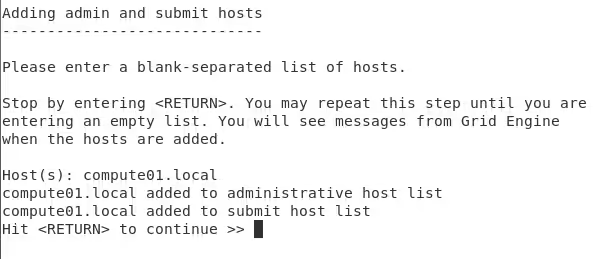 Adding admin and submit hosts
-----------------------------
Please enter a blank-separated list of hosts.
Stop by entering <RETURN>. You may repeat this step until you are
entering an empty list. You will see messages from Grid Engine
when the hosts are added.
Host(s): compute01.local
compute01.local added to administrative host list
compute01.local added to submit host list
Hit <RETURN> to continue >>